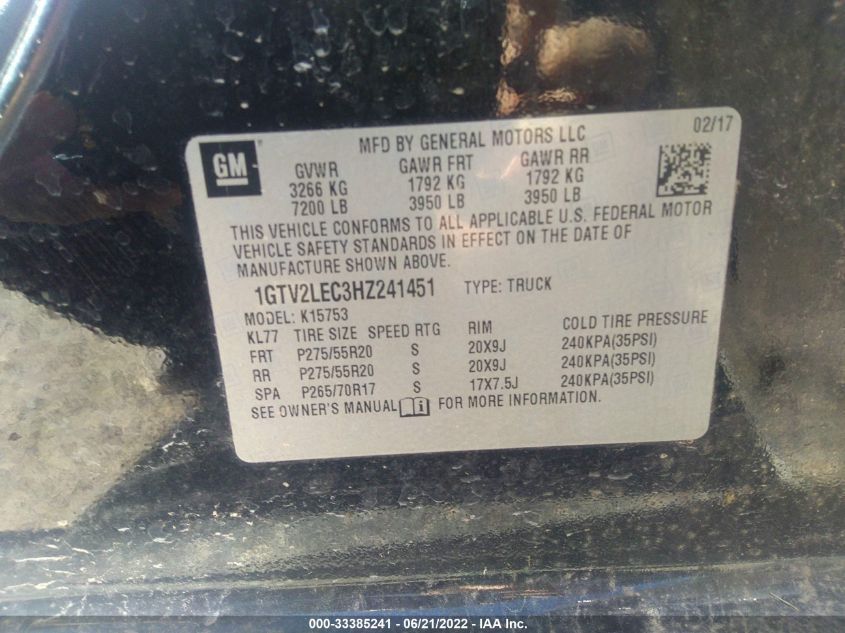 GM
MFD BY GENERAL MOTORS LLC
02/17
GVWR GAWR FRT GAWR RR
3266 KG 1792 KG 1792 KG
7200 LB 3950 LB 3950 LB
THIS VEHICLE CONFORMS TO ALL APPLICABLE U.S. FEDERAL MOTOR
VEHICLE SAFETY STANDARDS IN EFFECT ON THE DATE OF
MANUFACTURE SHOWN ABOVE.
1GTV2LEC3HZ241451 TYPE: TRUCK
MODEL: K15753
KL77 TIRE SIZE SPEED RTG RIM COLD TIRE PRESSURE
FRT P275/55R20 S 20X9J 240KPA(35PSI)
RR P275/55R20 S 20X9J 240KPA(35PSI)
SPA P265/70R17 S 17X7.5J 240KPA(35PSI)
SEE OWNER'S MANUAL i FOR MORE INFORMATION.
000-33385241 - 06/21/2022 - IAA Inc.